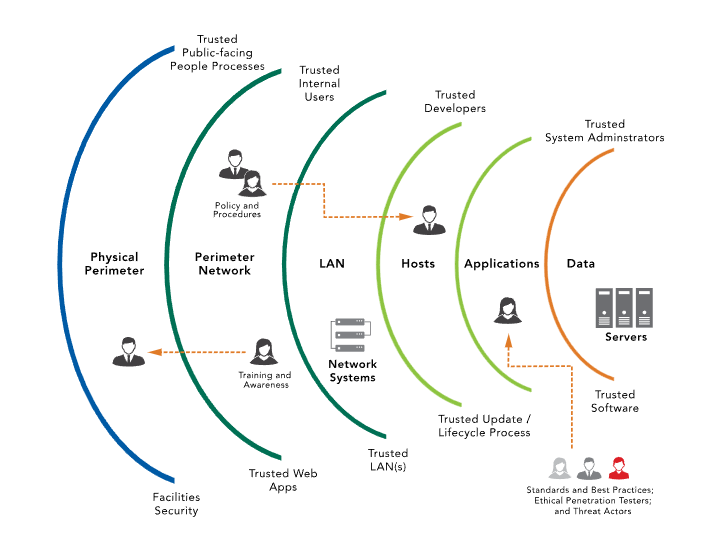 Trusted
Public-facing
People Processes
Trusted
Internal
Users
Trusted
Developers
Trusted
System Adminstrators
Policy and
Procedures
Physical
Perimeter
Perimeter
Network
LAN
Hosts
Applications
Data
Servers
Network
Systems
Training and
Awareness
Trusted
Software
Trusted Update /
Lifecycle Process
Trusted
LAN(s)
Trusted Web
Apps
Facilities
Security
Standards and Best Practices;
Ethical Penetration Testers;
and Threat Actors